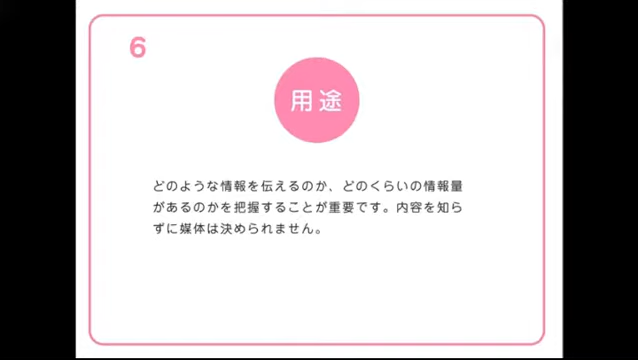 6
用途
どのような情報を伝えるのか、どのくらいの情報量
があるのかを把握することが重要です。内容を知ら
ずに媒体は決められません。